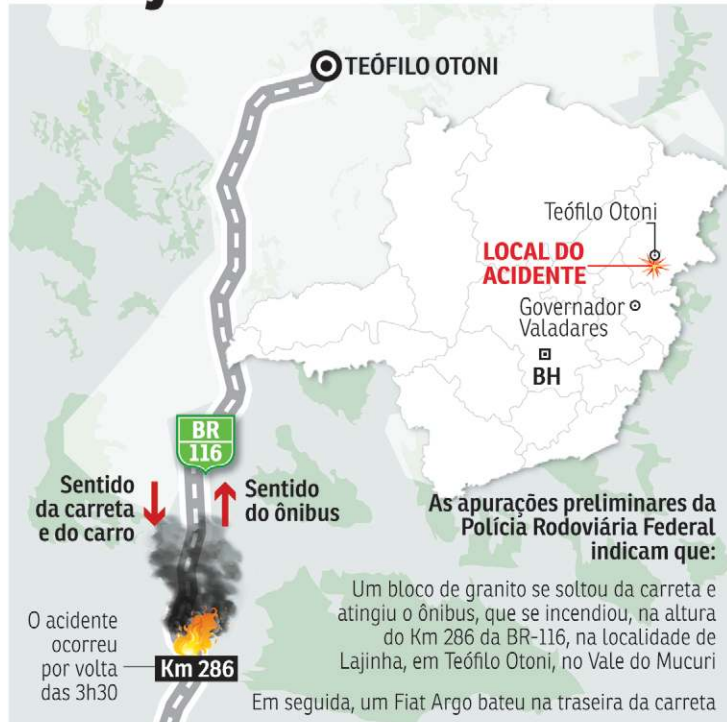 TEÓFILO OTONI
Teófilo Otoni
LOCAL DO
ACIDENTE
Governador
Valadares
BH
BR
116
Sentido
da carreta
e do carro
Sentido
do ônibus
O acidente
ocorreu
por volta
das 3h30
Km 286
As apurações preliminares da
Polícia Rodoviária Federal
indicam que:
Um bloco de granito se soltou da carreta e
atingiu o ônibus, que se incendiou, na altura
do Km 286 da BR-116, na localidade de
Lajinha, em Teófilo Otoni, no Vale do Mucuri
Em seguida, um Fiat Argo bateu na traseira da carreta